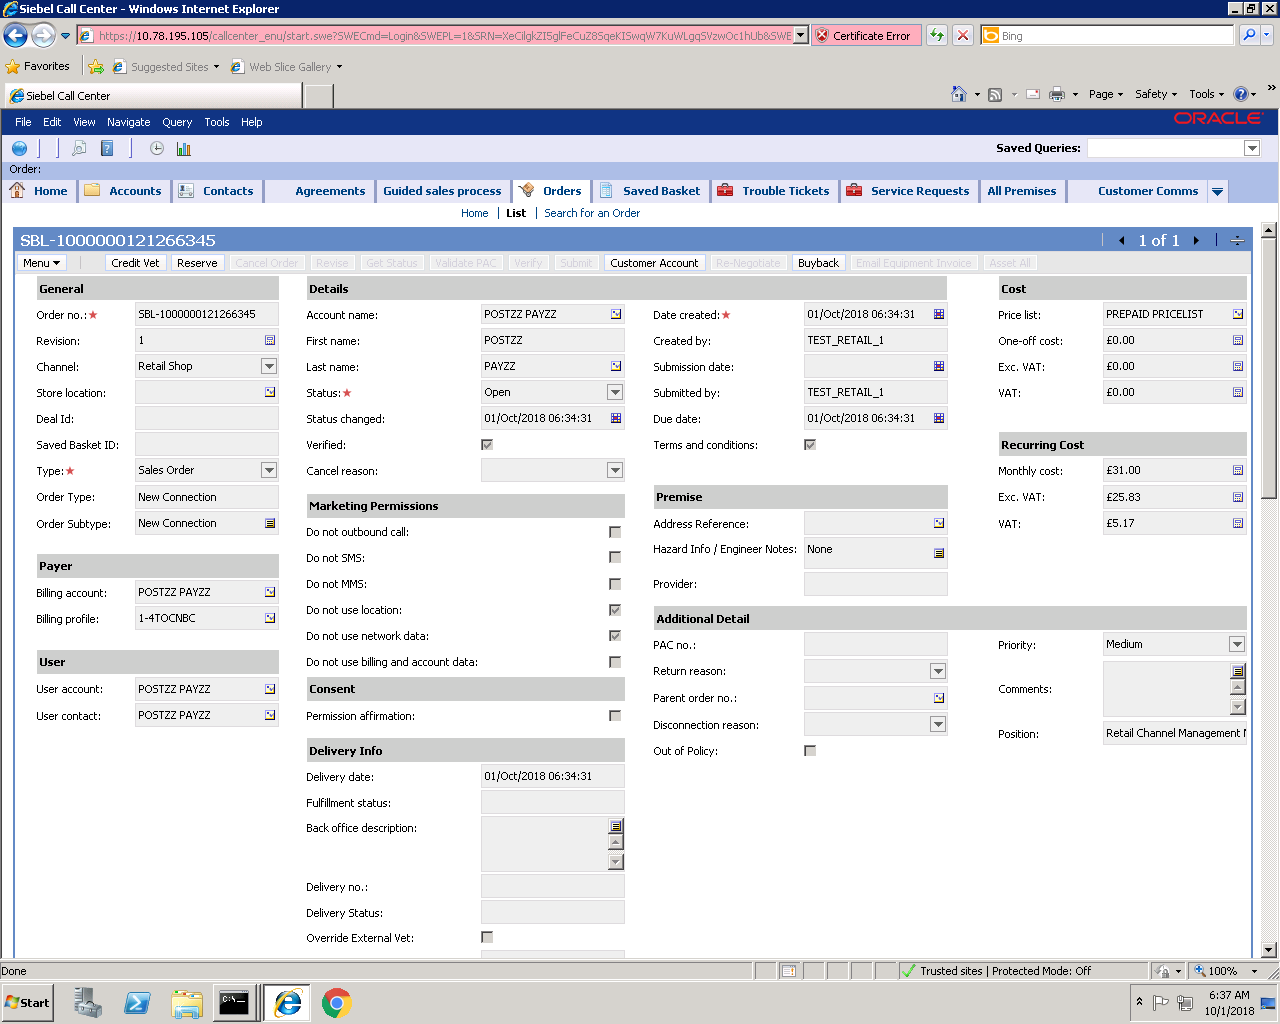 Siebel Call Center - Windows Internet Explorer
https://10.78.195.105/callcenter_enu/start.swe?SWECmd=Login&SWEPL=1&SRN=XeCilgkZI5glFeCuZ8SqeKISwqW7KuWLgqSVzwOc1hUb&SWE
Certificate Error
Bing
Favorites
Suggested Sites
Web Slice Gallery
Siebel Call Center
Page
Safety
Tools
»
File Edit View Navigate Query Tools Help
ORACLE
Saved Queries:
Order:
Home Accounts Contacts Agreements Guided sales process Orders Saved Basket Trouble Tickets Service Requests All Premises Customer Comms
Home | List | Search for an Order
SBL-1000000121266345
1 of 1
Menu Credit Vet Reserve Cancel Order Revise Get Status Validate PAC Verify Submit Customer Account Re-Negotiate Buyback Email Equipment Invoice Asset All
General
Order no.:★ SBL-1000000121266345
Revision: 1
Channel: Retail Shop
Store location:
Deal Id:
Saved Basket ID:
Type:★ Sales Order
Order Type: New Connection
Order Subtype: New Connection
Payer
Billing account: POSTZZ PAYZZ
Billing profile: 1-4TOCNBC
User
User account: POSTZZ PAYZZ
User contact: POSTZZ PAYZZ
Details
Account name: POSTZZ PAYZZ
First name: POSTZZ
Last name: PAYZZ
Status:★ Open
Status changed: 01/Oct/2018 06:34:31
Verified:
Cancel reason:
Marketing Permissions
Do not outbound call:
Do not SMS:
Do not MMS:
Do not use location:
Do not use network data:
Do not use billing and account data:
Consent
Permission affirmation:
Delivery Info
Delivery date: 01/Oct/2018 06:34:31
Fulfillment status:
Back office description:
Delivery no.:
Delivery Status:
Override External Vet:
Date created:★ 01/Oct/2018 06:34:31
Created by: TEST_RETAIL_1
Submission date:
Submitted by: TEST_RETAIL_1
Due date: 01/Oct/2018 06:34:31
Terms and conditions:
Premise
Address Reference:
Hazard Info / Engineer Notes: None
Provider:
Additional Detail
PAC no.:
Return reason:
Parent order no.:
Disconnection reason:
Out of Policy:
Cost
Price list: PREPAID PRICELIST
One-off cost: £0.00
Exc. VAT: £0.00
VAT: £0.00
Recurring Cost
Monthly cost: £31.00
Exc. VAT: £25.83
VAT: £5.17
Priority: Medium
Comments:
Position: Retail Channel Management
Done
Trusted sites | Protected Mode: Off
100%
Start
6:37 AM
10/1/2018